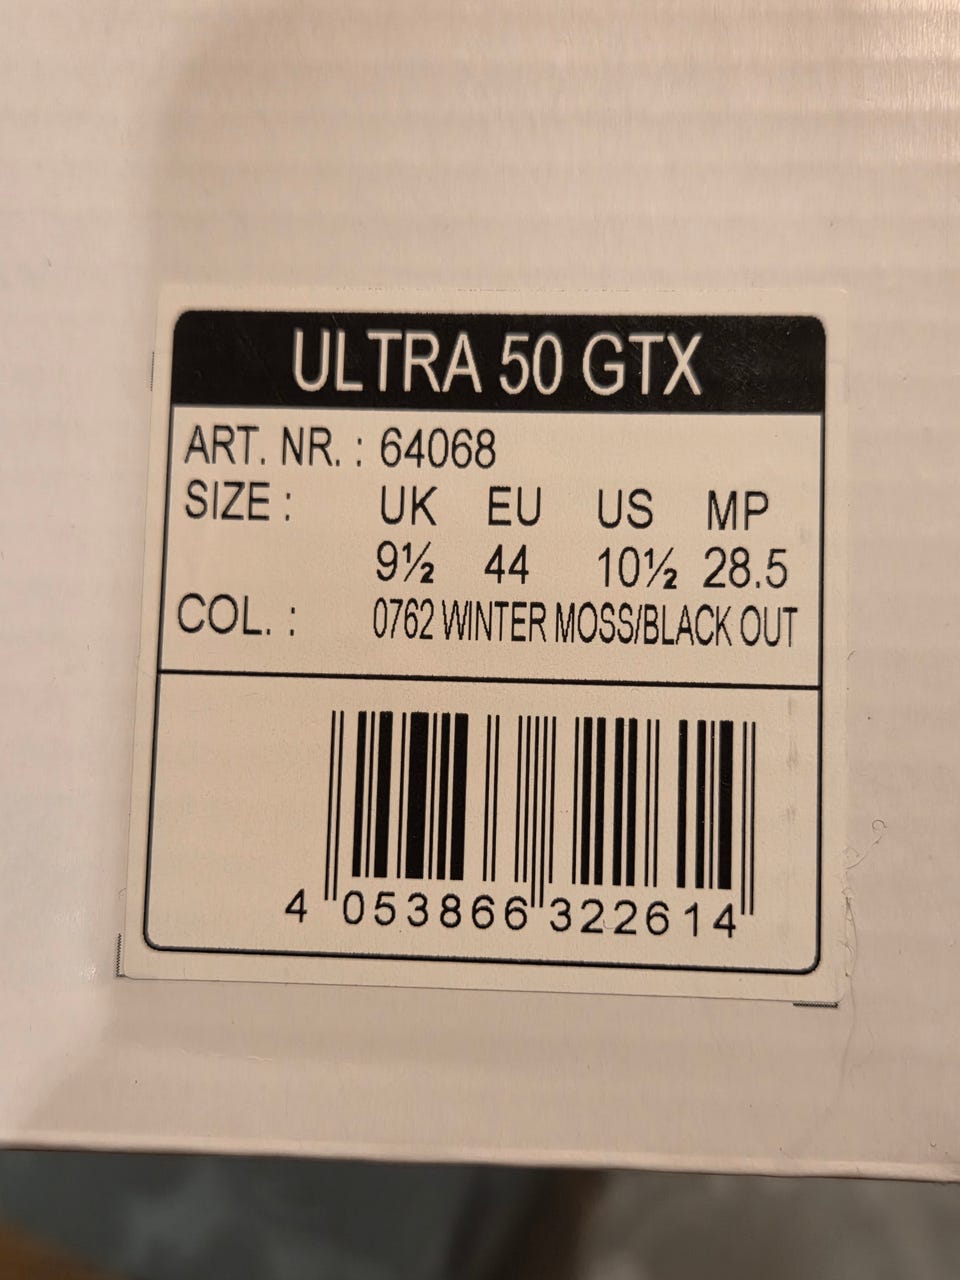 ULTRA 50 GTX
ART. NR. : 64068
SIZE : UK EU US MP
9½ 44 10½ 28.5
COL. : 0762 WINTER MOSS/BLACK OUT
4 053866 322614